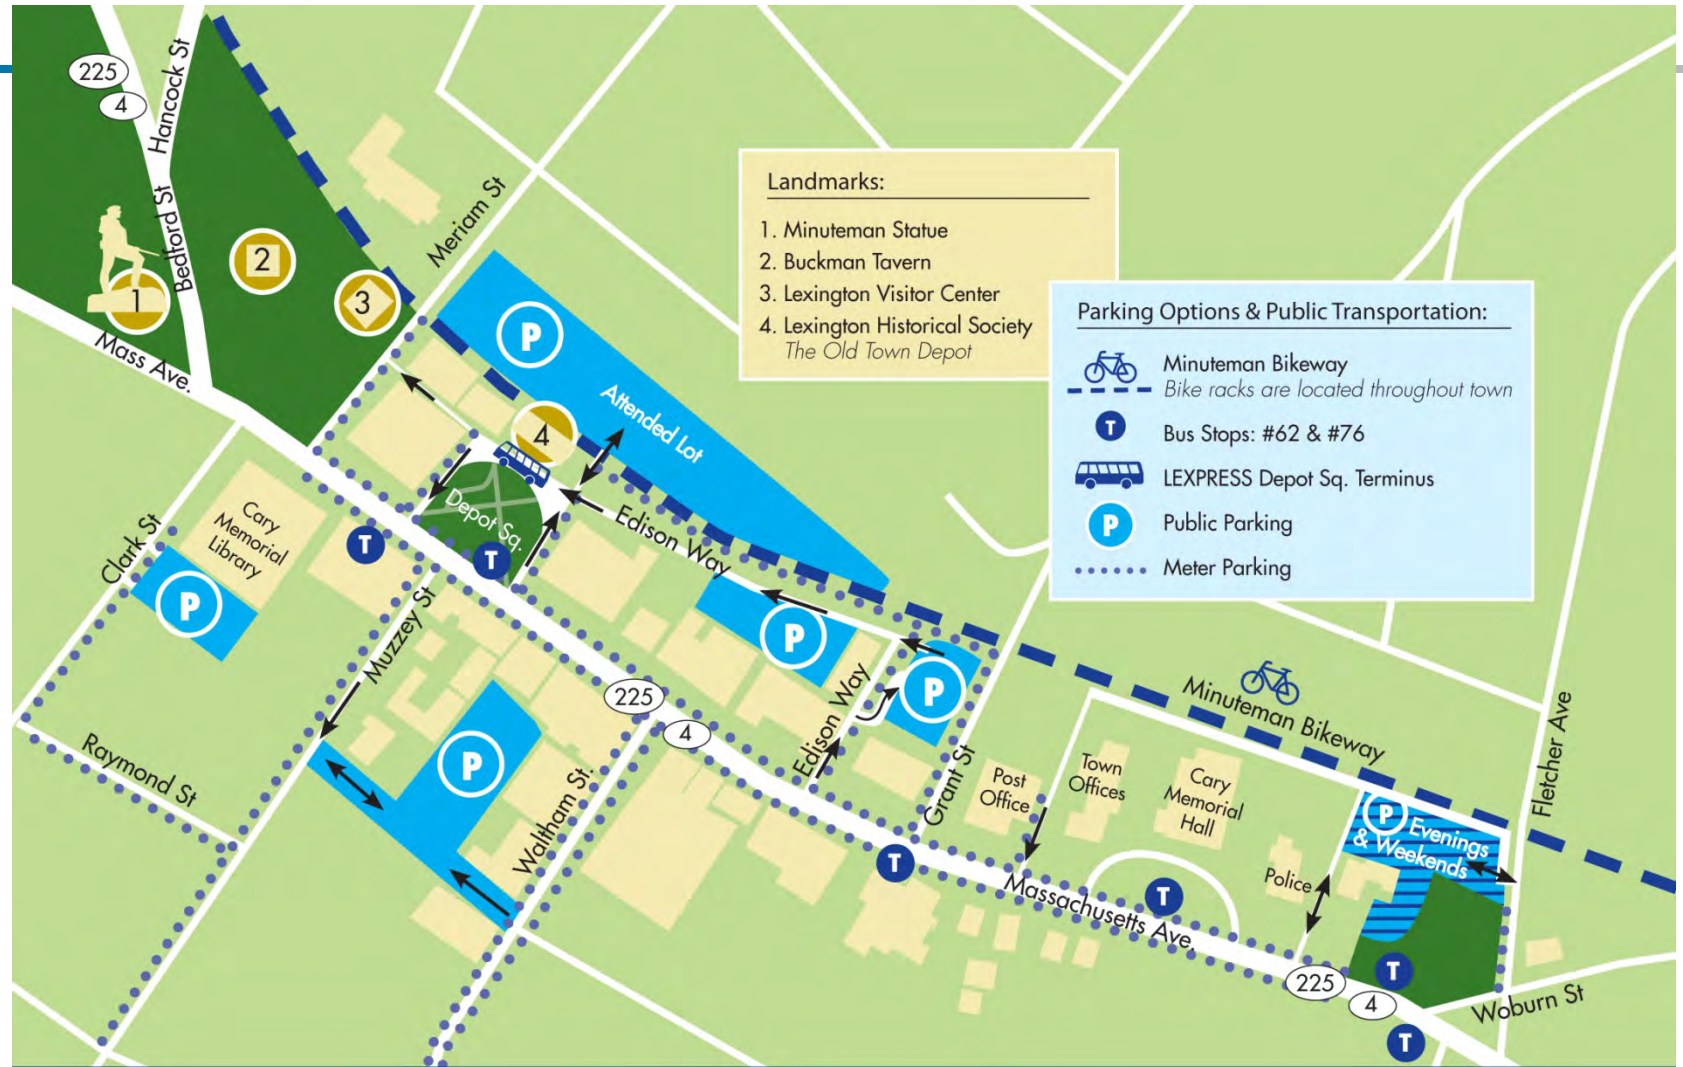 225
4
Hancock St
Bedford St
Mass Ave.
1
2
3
Meriam St
P
Attended Lot
4
Depot Sq.
T
T
Edison Way
Cary
Memorial
Library
Clark St
P
Muzzey St
Raymond St
P
Waltham St.
225
4
P
Edison Way
P
Grant St
Landmarks:
1. Minuteman Statue
2. Buckman Tavern
3. Lexington Visitor Center
4. Lexington Historical Society
The Old Town Depot
Parking Options & Public Transportation:
Minuteman Bikeway
Bike racks are located throughout town
T
Bus Stops: #62 & #76
LEXPRESS Depot Sq. Terminus
P
Public Parking
Meter Parking
Minuteman Bikeway
Fletcher Ave
Post
Office
Town
Offices
Cary
Memorial
Hall
P
Evenings
& Weekends
Police
T
T
Massachusetts Ave.
225
4
T
T
Woburn St